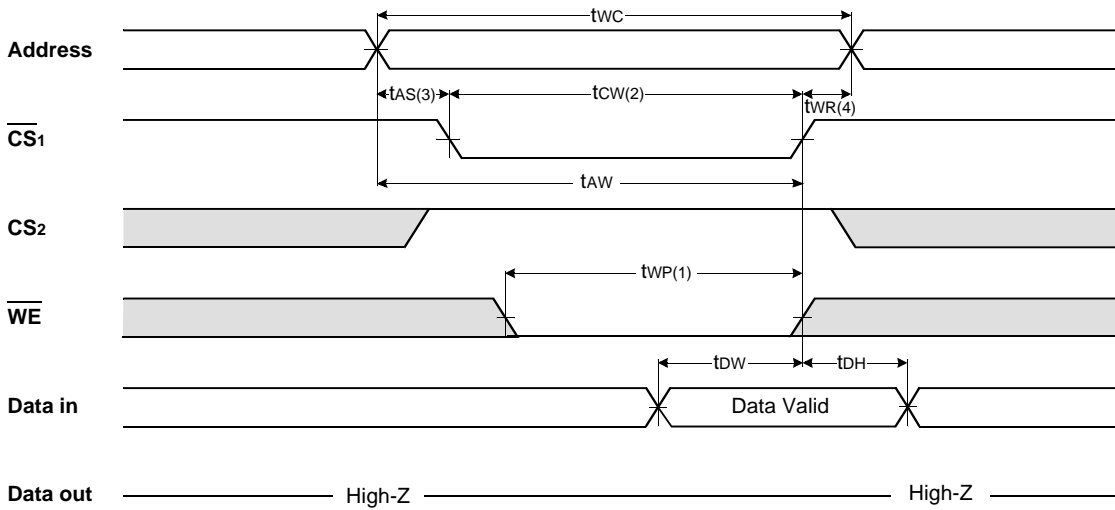 tWC
Address
tAS(3) tCW(2) tWR(4)
CS1
tAW
CS2
tWP(1)
WE
tDW tDH
Data in Data Valid
Data out High-Z High-Z